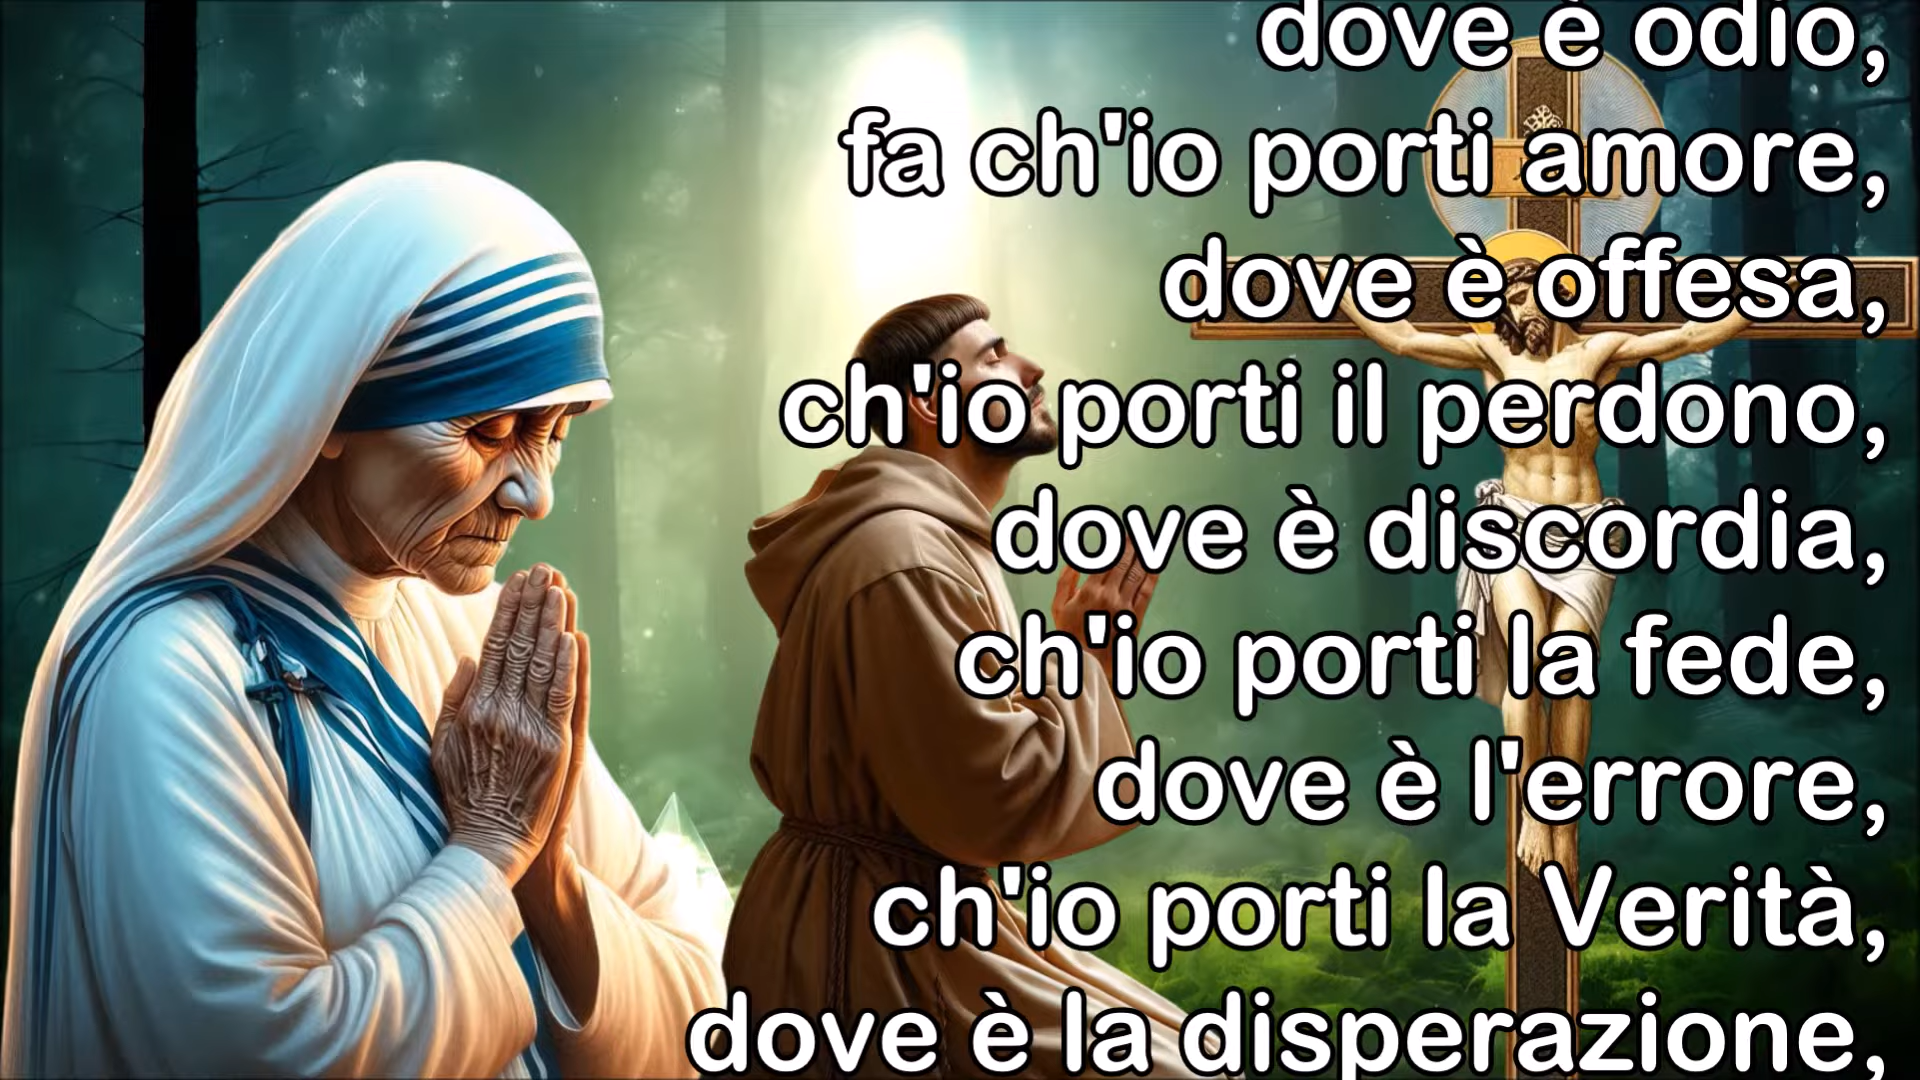 dove è odio,
fa ch'io porti amore,
dove è offesa,
ch'io porti il perdono,
dove è discordia,
ch'io porti la fede,
dove è l'errore,
ch'io porti la Verità,
dove è la disperazione,